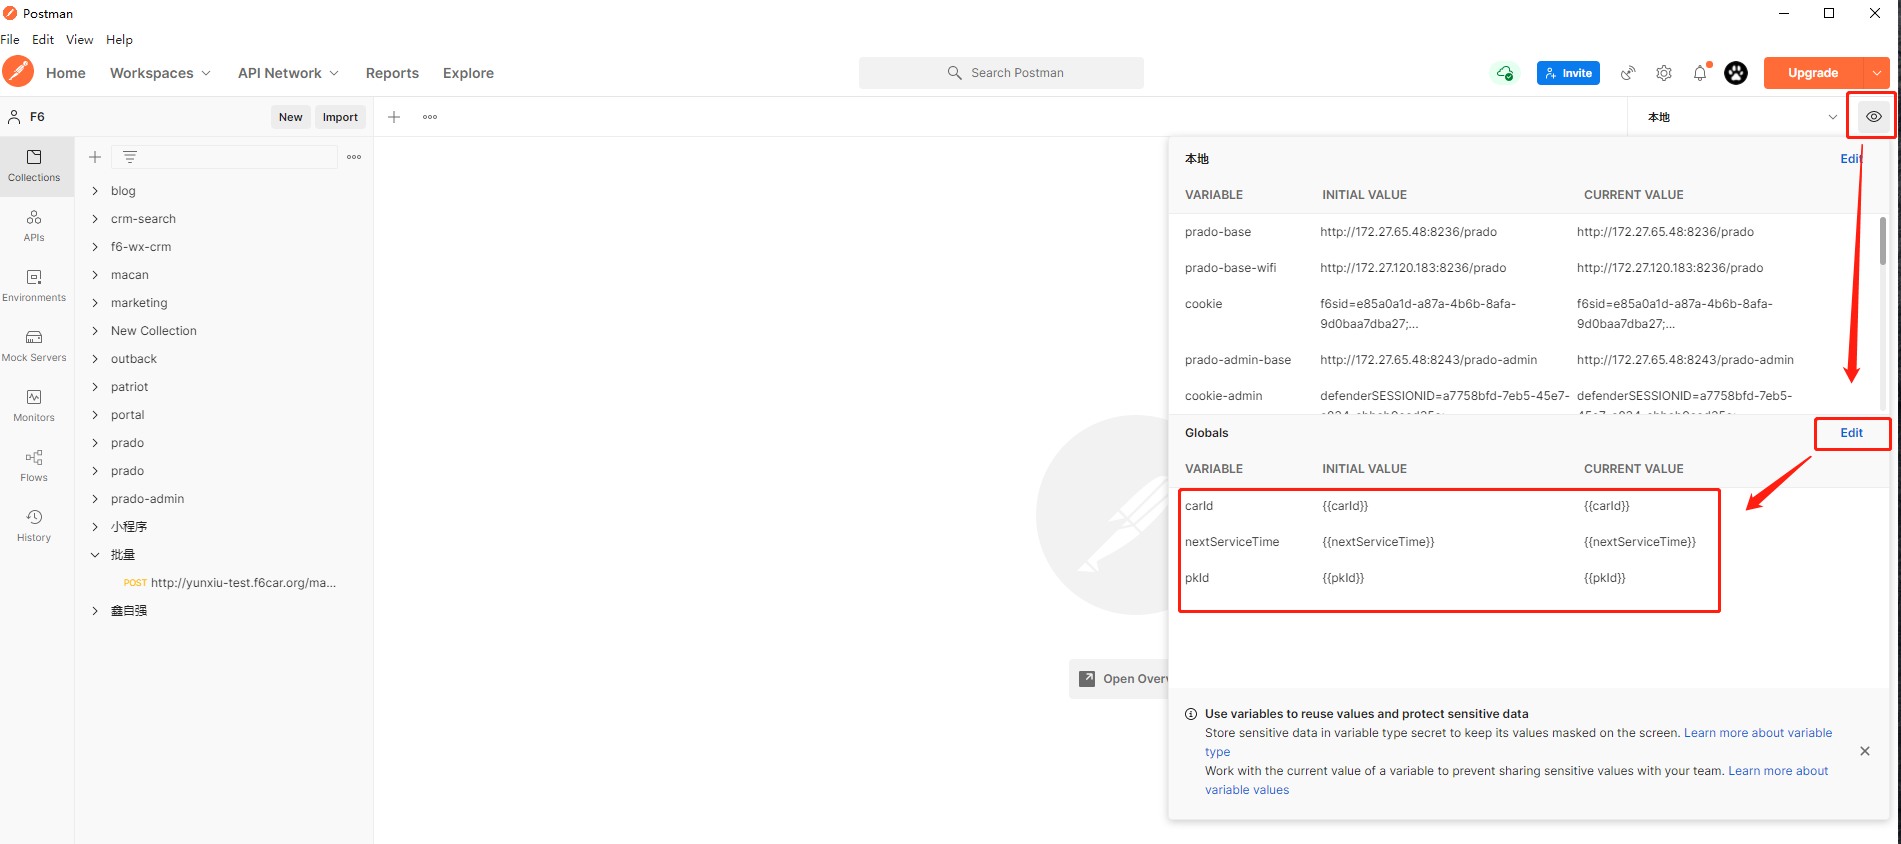 Postman
File Edit View Help
Home Workspaces API Network Reports Explore Search Postman Invite Upgrade
F6 New Import 本地
Collections
APIs
Environments
Mock Servers
Monitors
Flows
History
blog
crm-search
f6-wx-crm
macan
marketing
New Collection
outback
patriot
portal
prado
prado
prado-admin
小程序
批量
POST http://yunxiu-test.f6car.org/ma...
鑫自强
Open Overv
本地 Edit
VARIABLE INITIAL VALUE CURRENT VALUE
prado-base http://172.27.65.48:8236/prado http://172.27.65.48:8236/prado
prado-base-wifi http://172.27.120.183:8236/prado http://172.27.120.183:8236/prado
cookie f6sid=e85a0a1d-a87a-4b6b-8afa- f6sid=e85a0a1d-a87a-4b6b-8afa-
9d0baa7dba27;... 9d0baa7dba27;...
prado-admin-base http://172.27.65.48:8243/prado-admin http://172.27.65.48:8243/prado-admin
cookie-admin defenderSESSIONID=a7758bfd-7eb5-45e7- defenderSESSIONID=a7758bfd-7eb5-
Globals Edit
VARIABLE INITIAL VALUE CURRENT VALUE
carId {{carId}} {{carId}}
nextServiceTime {{nextServiceTime}} {{nextServiceTime}}
pkId {{pkId}} {{pkId}}
Use variables to reuse values and protect sensitive data
Store sensitive data in variable type secret to keep its values masked on the screen. Learn more about variable
type
Work with the current value of a variable to prevent sharing sensitive values with your team. Learn more about
variable values